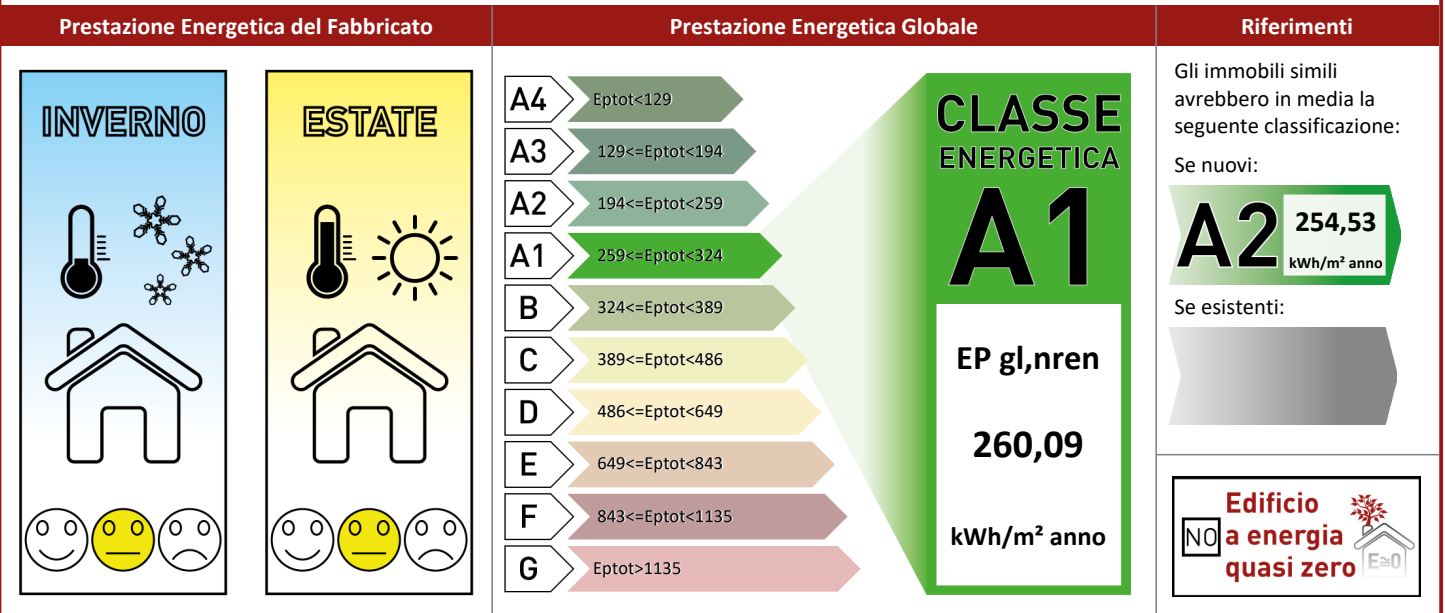 Prestazione Energetica del Fabbricato
Prestazione Energetica Globale
Riferimenti
INVERNO
ESTATE
A4 Eptot<129
A3 129<=Eptot<194
A2 194<=Eptot<259
A1 259<=Eptot<324
B 324<=Eptot<389
C 389<=Eptot<486
D 486<=Eptot<649
E 649<=Eptot<843
F 843<=Eptot<1135
G Eptot>1135
CLASSE
ENERGETICA
A1
EP gl,nren
260,09
kWh/m² anno
Gli immobili simili
avrebbero in media la
seguente classificazione:
Se nuovi:
A2 254,53
kWh/m² anno
Se esistenti:
Edificio
NO a energia
quasi zero E≅0